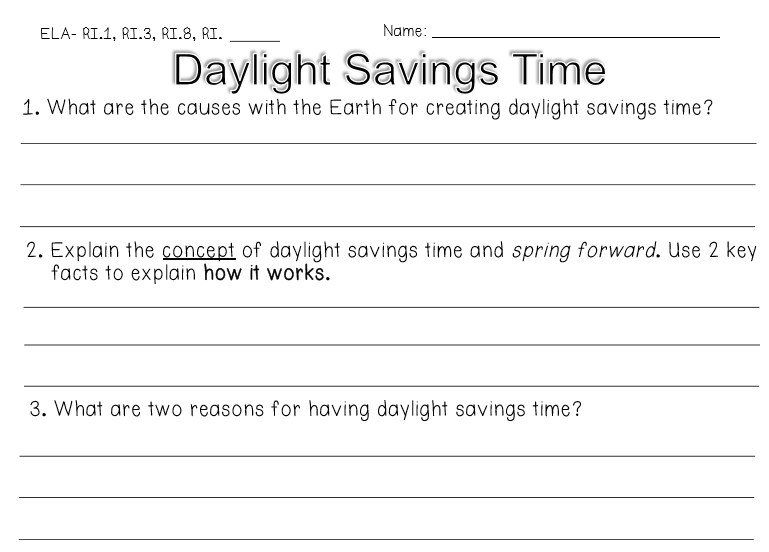 ELA- RI.1, RI.3, RI.8, RI. _____ Name: ______________________________
Daylight Savings Time
1. What are the causes with the Earth for creating daylight savings time?
2. Explain the concept of daylight savings time and spring forward. Use 2 key
facts to explain how it works.
3. What are two reasons for having daylight savings time?